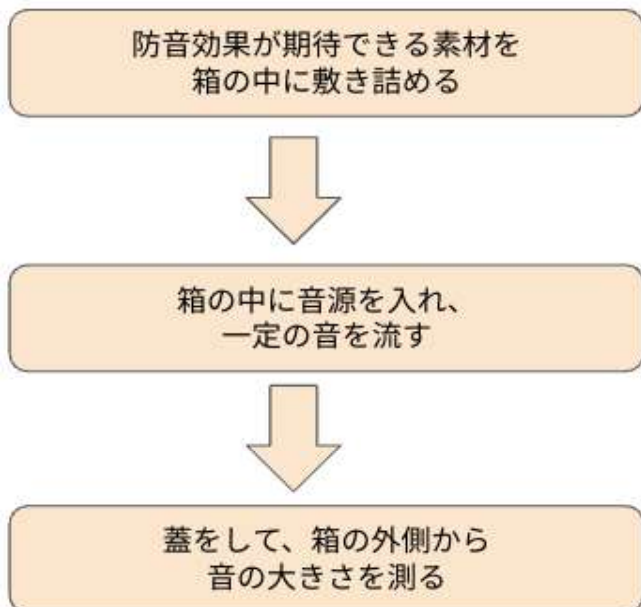 防音効果が期待できる素材を
箱の中に敷き詰める
箱の中に音源を入れ、
一定の音を流す
蓋をして、箱の外側から
音の大きさを測る